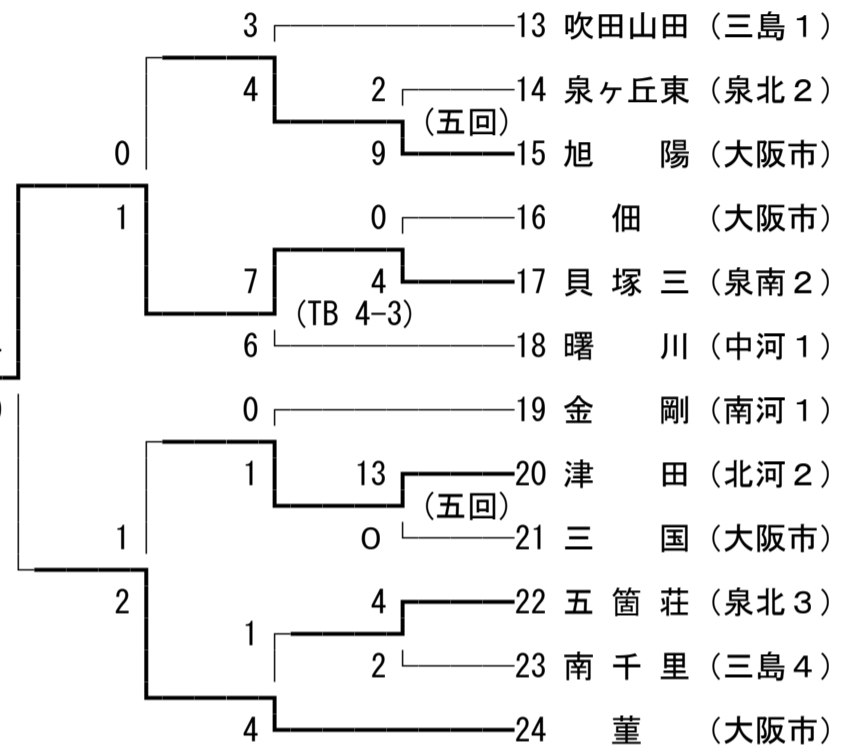 3 13 吹田山田（三島１）
4 2 14 泉ヶ丘東（泉北２）
（五回）
0 9 15 旭　　陽（大阪市）
1 0 16 佃（大阪市）
7 4 17 貝塚三（泉南２）
（TB 4-3）
6 18 曙　　川（中河１）
0 19 金　　剛（南河１）
1 13 20 津　　田（北河２）
（五回）
1 0 21 三　　国（大阪市）
2 4 22 五箇荘（泉北３）
1
2 23 南千里（三島４）
4 24 菫（大阪市）